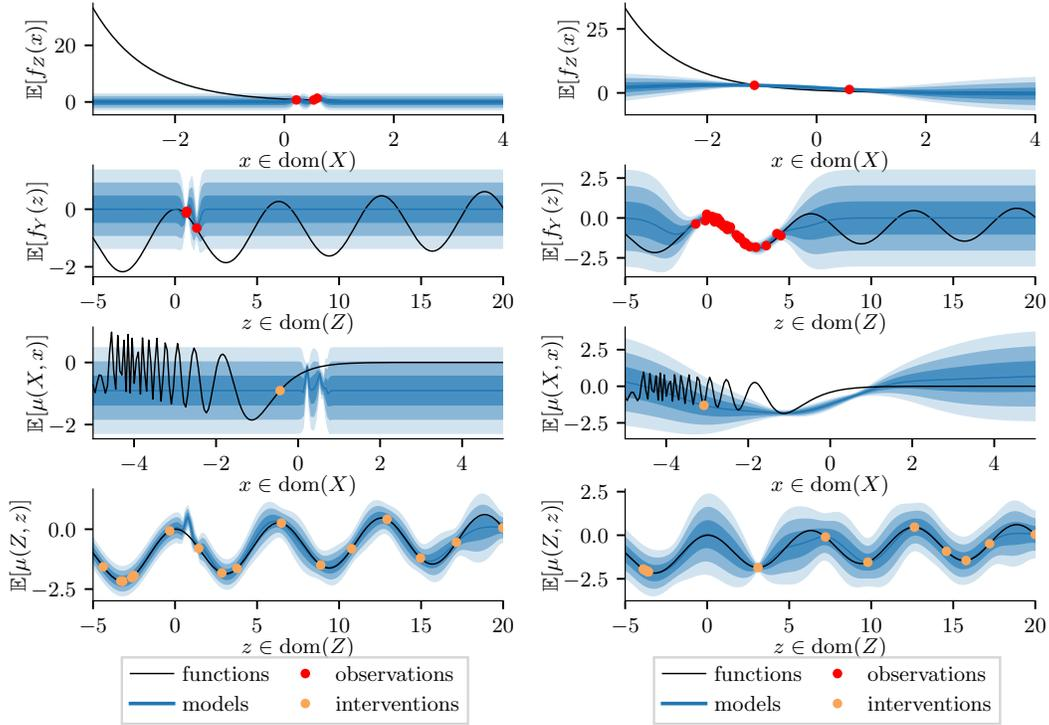 𝔼[f_Z(x)]
20
0
−2
0
2
4
x ∈ dom(X)
𝔼[f_Y(z)]
0
−2
−5
0
5
10
15
20
z ∈ dom(Z)
𝔼[μ(X, x)]
0
−2
−4
−2
0
2
4
x ∈ dom(X)
𝔼[μ(Z, z)]
0.0
−2.5
−5
0
5
10
15
20
z ∈ dom(Z)
functions
observations
models
interventions
𝔼[f_Z(x)]
25
0
−2
0
2
4
x ∈ dom(X)
𝔼[f_Y(z)]
2.5
0.0
−2.5
−5
0
5
10
15
20
z ∈ dom(Z)
𝔼[μ(X, x)]
2.5
0.0
−2.5
−4
−2
0
2
4
x ∈ dom(X)
𝔼[μ(Z, z)]
2.5
0.0
−2.5
−5
0
5
10
15
20
z ∈ dom(Z)
functions
observations
models
interventions